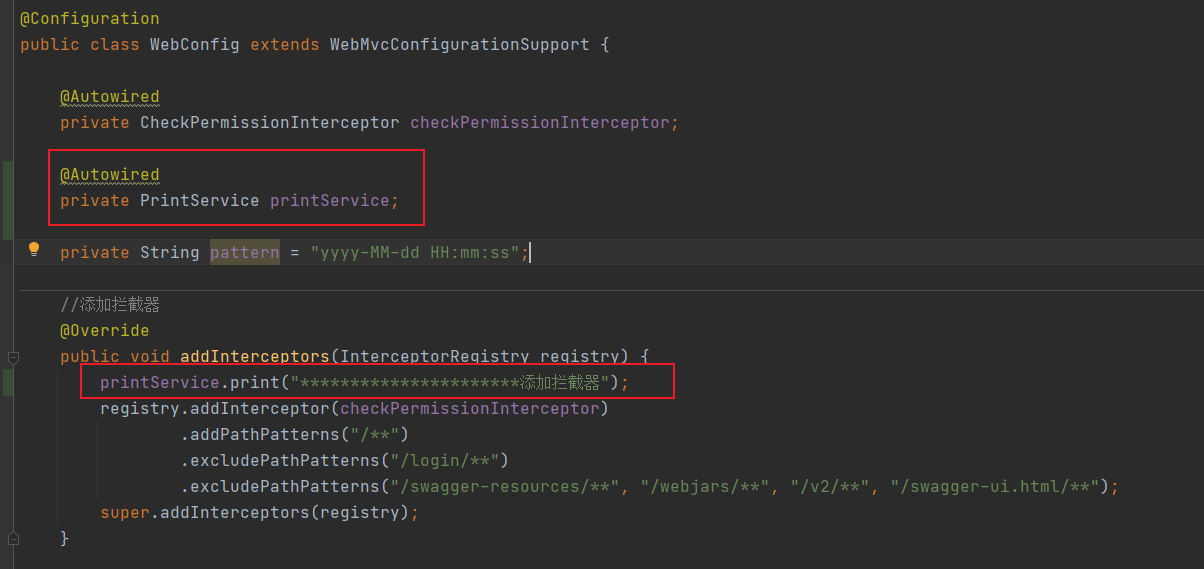 @Configuration
public class WebConfig extends WebMvcConfigurationSupport {
@Autowired
private CheckPermissionInterceptor checkPermissionInterceptor;
@Autowired
private PrintService printService;
private String pattern = "yyyy-MM-dd HH:mm:ss";
//添加拦截器
@Override
public void addInterceptors(InterceptorRegistry registry) {
printService.print("**********************添加拦截器");
registry.addInterceptor(checkPermissionInterceptor)
.addPathPatterns("/**")
.excludePathPatterns("/login/**")
.excludePathPatterns("/swagger-resources/**", "/webjars/**", "/v2/**", "/swagger-ui.html/**");
super.addInterceptors(registry);
}